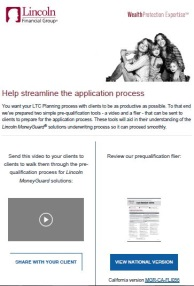 Lincoln
Financial Group®
WealthProtection Expertise℠
Help streamline the application process
You want your LTC Planning process with clients to be as productive as possible. To that end
we've prepared two simple pre-qualification tools - a video and a flier - that can be sent to
clients to prepare for the application process. These tools aid in their understanding of the
Lincoln MoneyGuard® solutions underwriting process so it can proceed smoothly.
Send this video to your clients to
clients to walk them through the pre-
qualification process for Lincoln
MoneyGuard solutions:
SHARE WITH YOUR CLIENT
Review our prequalification flier:
VIEW NATIONAL VERSION
California version